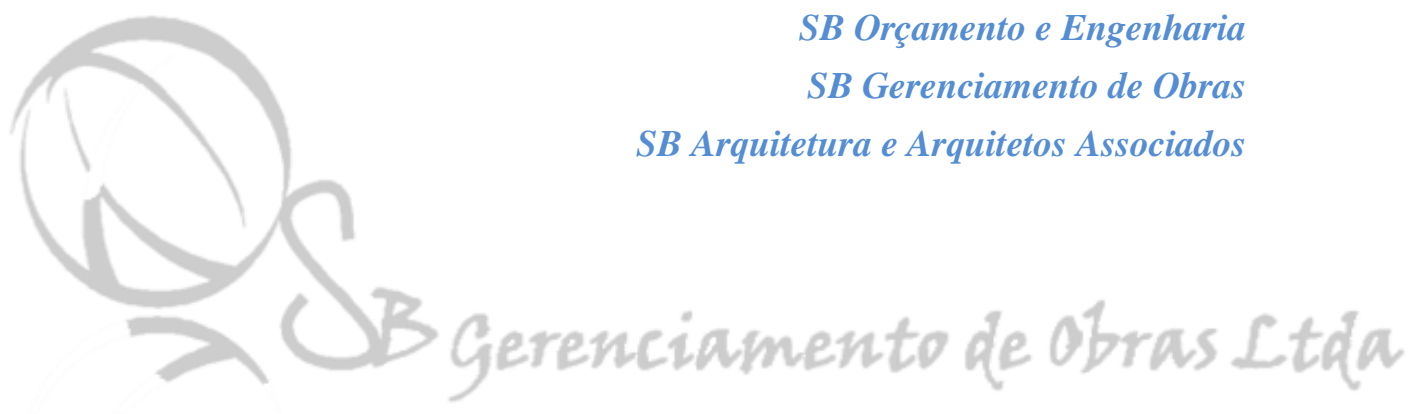 SB Orçamento e Engenharia
SB Gerenciamento de Obras
SB Arquitetura e Arquitetos Associados
SB Gerenciamento de Obras Ltda